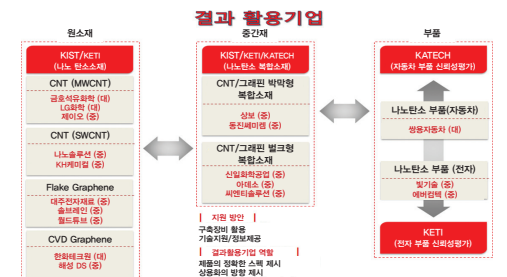 결과 활용기업
원소재
KIST/KETI
(나노 탄소소재)
CNT (MWCNT)
금호석유화학 (대)
LG화학 (대)
제이오 (중)
CNT (SWCNT)
나노솔루션 (중)
KH케미컬 (중)
Flake Graphene
대주전자재료 (중)
솔브레인 (중)
월드튜브 (중)
CVD Graphene
한화테크윈 (대)
해성 DS (중)
중간재
KIST/KETI/KATECH
(나노탄소 복합소재)
CNT/그래핀 박막형
복합소재
상보 (중)
동진쎄미켐 (중)
CNT/그래핀 벌크형
복합소재
신일화학공업 (중)
아데소 (중)
씨엔티솔루션 (중)
지원 방안
구축장비 활용
기술지원/정보제공
결과활용기업 역할
제품의 정확한 스펙 제시
상용화의 방향 제시
부품
KATECH
(자동차 부품 신뢰성평가)
나노탄소 부품(자동차)
쌍용자동차 (대)
나노탄소 부품 (전자)
빛기술 (중)
에버컴텍 (중)
KETI
(전자 부품 신뢰성평가)